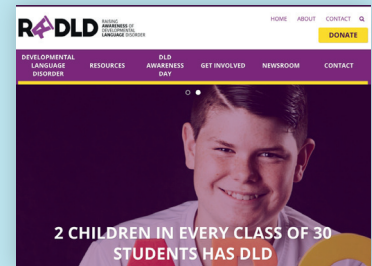 RADLD
RAISING
AWARENESS OF
DEVELOPMENTAL
LANGUAGE DISORDER
HOME ABOUT CONTACT
DONATE
DEVELOPMENTAL LANGUAGE DISORDER
RESOURCES
DLD AWARENESS DAY
GET INVOLVED
NEWSROOM
CONTACT
2 CHILDREN IN EVERY CLASS OF 30
STUDENTS HAS DLD